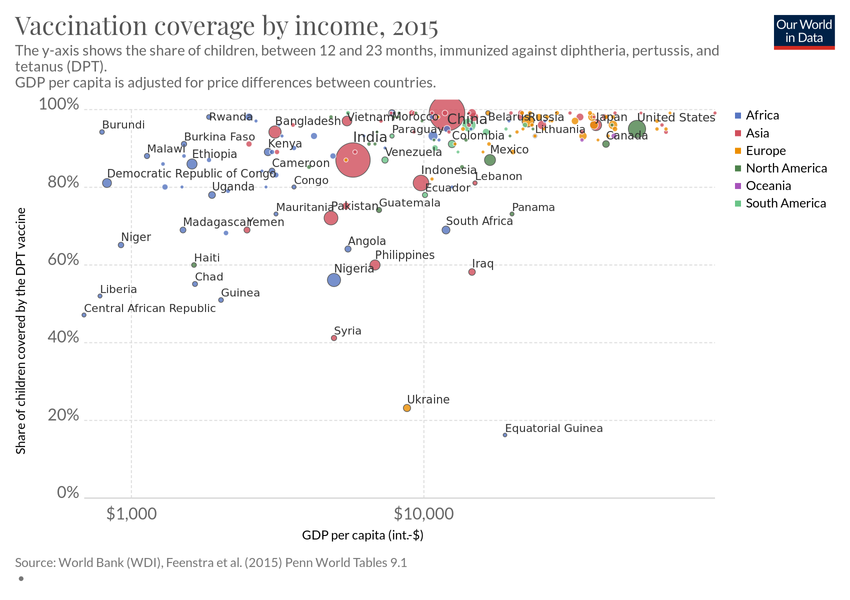 Vaccination coverage by income, 2015
Our World
in Data
The y-axis shows the share of children, between 12 and 23 months, immunized against diphtheria, pertussis, and
tetanus (DPT).
GDP per capita is adjusted for price differences between countries.
100%
80%
60%
40%
20%
0%
Share of children covered by the DPT vaccine
Burundi
Rwanda
Bangladesh
Vietnam
Morocco
China
Belarus
Russia
Japan
United States
Malawi
Burkina Faso
Kenya
India
Paraguay
Colombia
Lithuania
Canada
Ethiopia
Cameroon
Venezuela
Mexico
Democratic Republic of Congo
Uganda
Congo
Indonesia
Lebanon
Ecuador
Mauritania
Pakistan
Guatemala
Panama
Madagascar
Yemen
South Africa
Niger
Angola
Haiti
Philippines
Chad
Nigeria
Iraq
Liberia
Guinea
Central African Republic
Syria
Ukraine
Equatorial Guinea
$1,000
$10,000
GDP per capita (int.-$)
Africa
Asia
Europe
North America
Oceania
South America
Source: World Bank (WDI), Feenstra et al. (2015) Penn World Tables 9.1